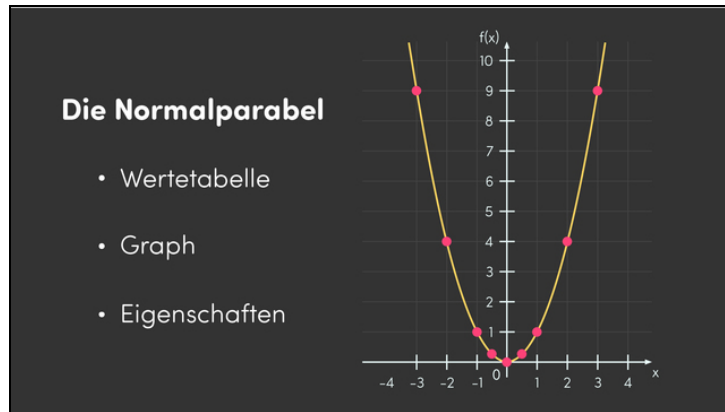 Die Normalparabel
• Wertetabelle
• Graph
• Eigenschaften
f(x)
10
9
8
7
6
5
4
3
2
1
0
-4 -3 -2 -1 1 2 3 4 x